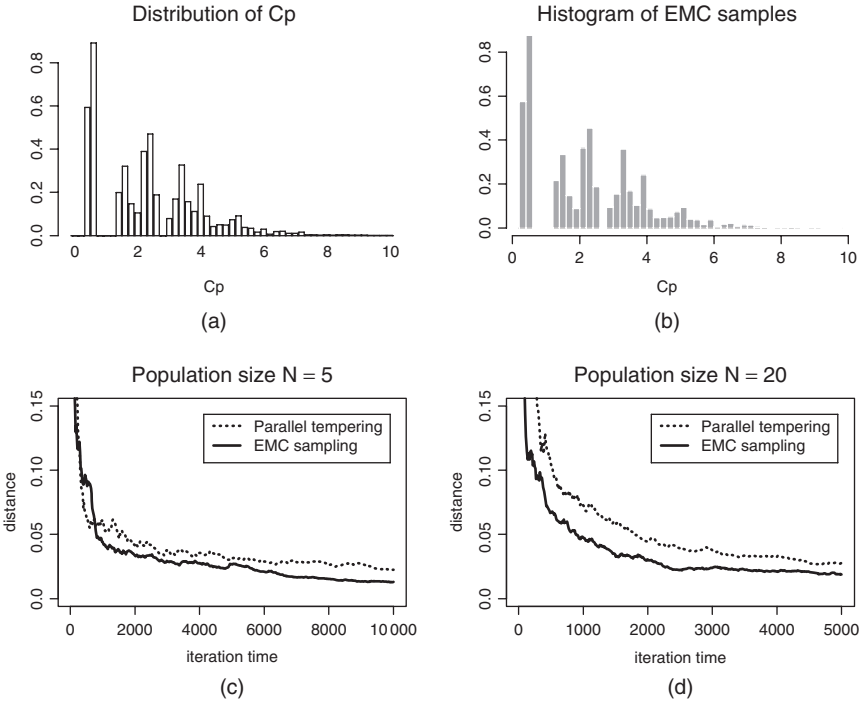 Distribution of Cp
0.0 0.2 0.4 0.6 0.8
0 2 4 6 8 10
Cp
(a)
Histogram of EMC samples
0.0 0.2 0.4 0.6 0.8
0 2 4 6 8 10
Cp
(b)
Population size N = 5
Parallel tempering
EMC sampling
distance
0.0 0.05 0.10 0.15
0 2000 4000 6000 8000 10 000
iteration time
(c)
Population size N = 20
Parallel tempering
EMC sampling
distance
0.0 0.05 0.10 0.15
0 1000 2000 3000 4000 5000
iteration time
(d)